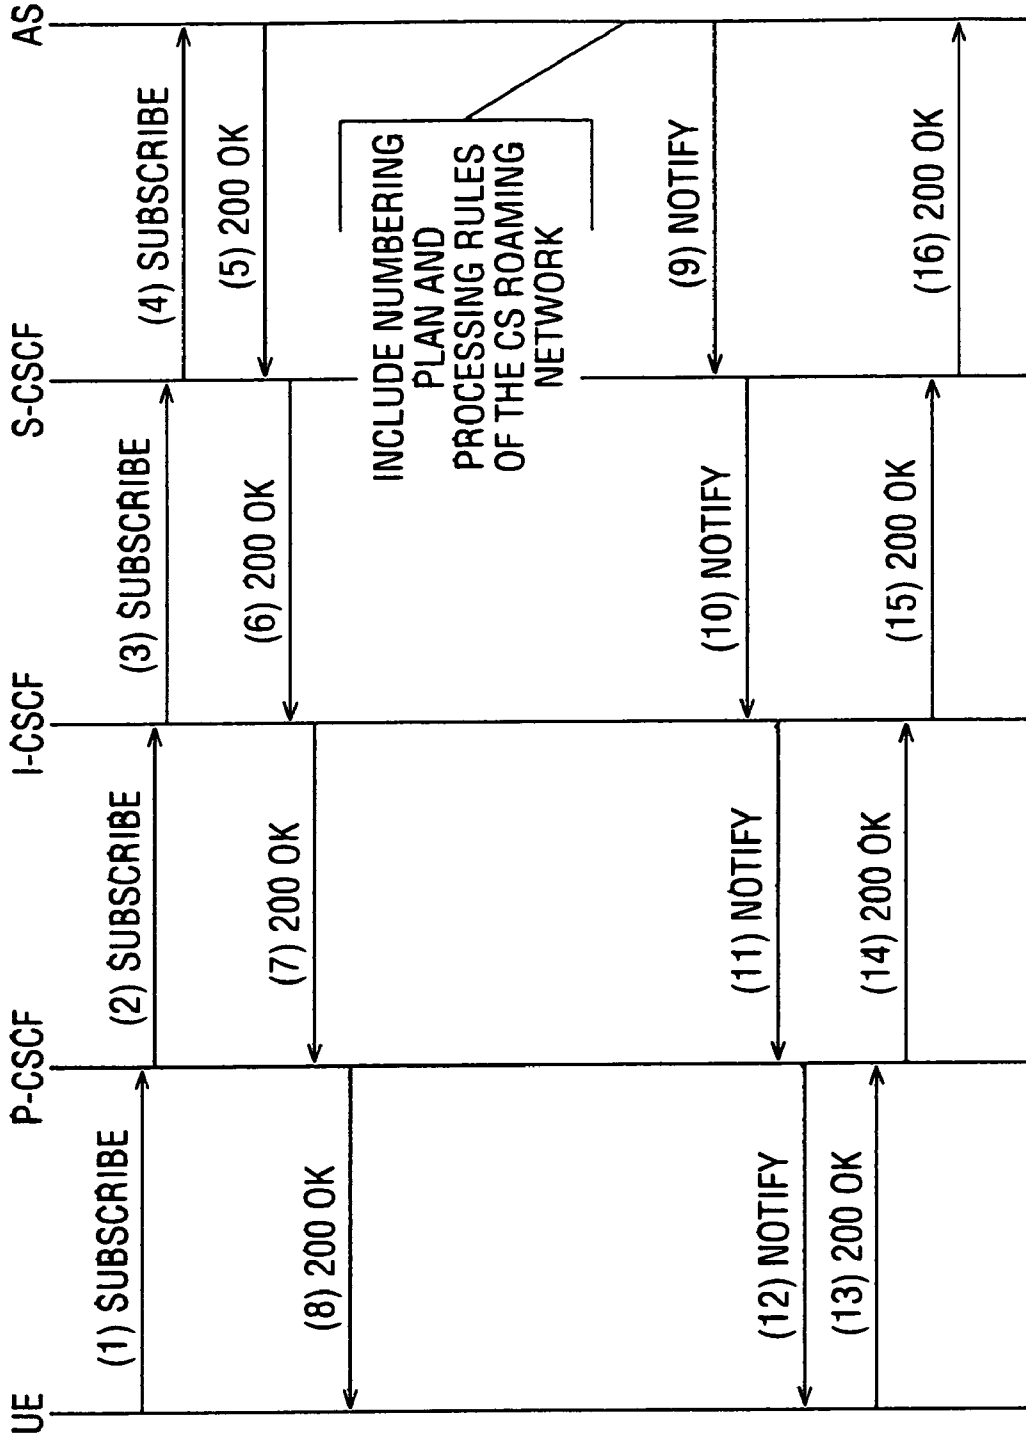 UE
P-CSCF
I-CSCF
S-CSCF
AS
(1) SUBSCRIBE
(2) SUBSCRIBE
(3) SUBSCRIBE
(4) SUBSCRIBE
(5) 200 OK
(6) 200 OK
(7) 200 OK
(8) 200 OK
INCLUDE NUMBERING
PLAN AND
PROCESSING RULES
OF THE CS ROAMING
NETWORK
(9) NOTIFY
(10) NOTIFY
(11) NOTIFY
(12) NOTIFY
(13) 200 OK
(14) 200 OK
(15) 200 OK
(16) 200 OK